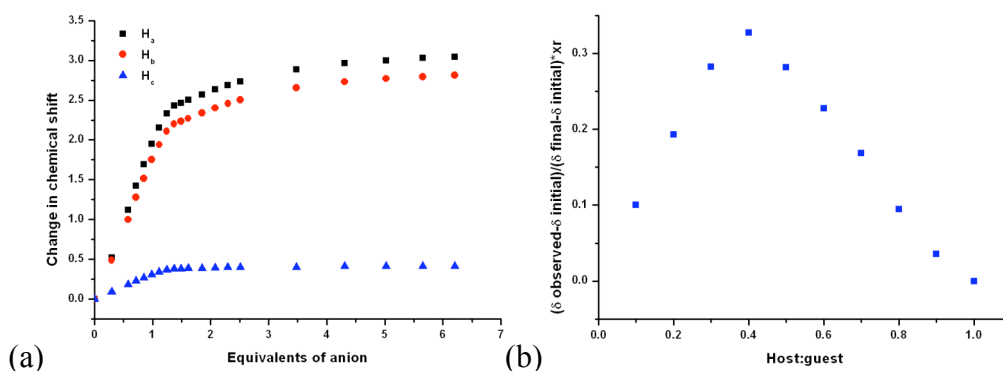 3.5
3.0
2.5
2.0
1.5
1.0
0.5
0.0
Change in chemical shift
Ha
Hb
Hc
0 1 2 3 4 5 6 7
Equivalents of anion
(a)
0.3
0.2
0.1
0.0
(δ observed-δ initial)/(δ final-δ initial)*xr
0.0 0.2 0.4 0.6 0.8 1.0
Host:guest
(b)